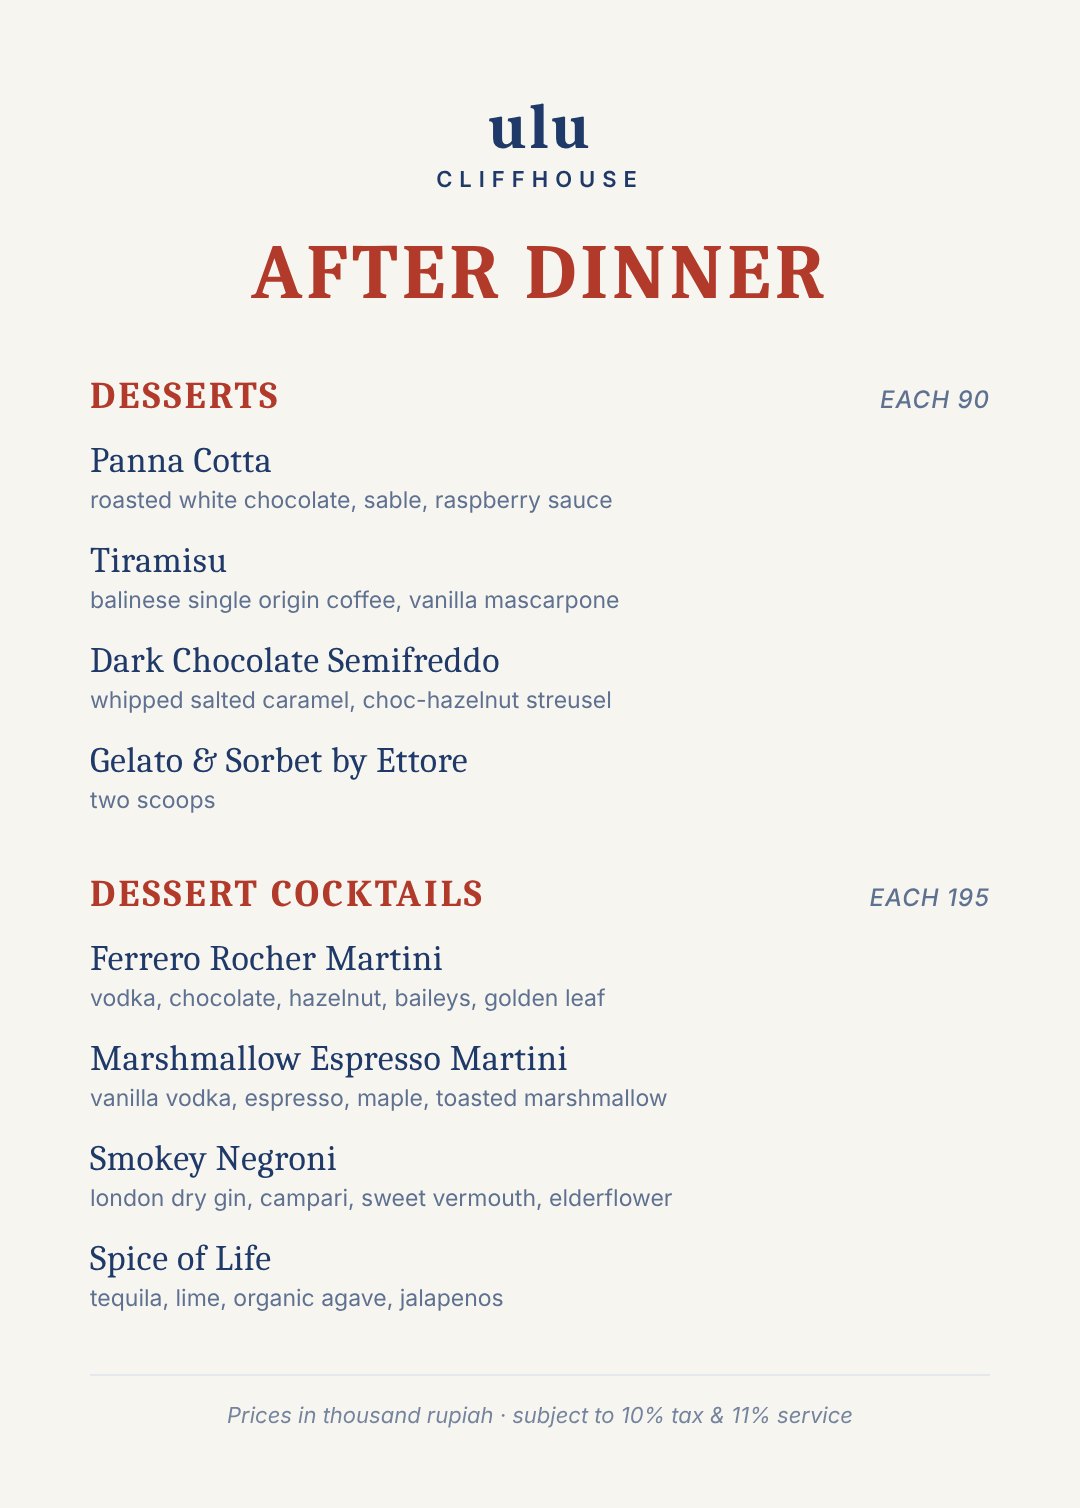 ulu
CLIFFHOUSE
AFTER DINNER
DESSERTS EACH 90
Panna Cotta
roasted white chocolate, sable, raspberry sauce
Tiramisu
balinese single origin coffee, vanilla mascarpone
Dark Chocolate Semifreddo
whipped salted caramel, choc-hazelnut streusel
Gelato & Sorbet by Ettore
two scoops
DESSERT COCKTAILS EACH 195
Ferrero Rocher Martini
vodka, chocolate, hazelnut, baileys, golden leaf
Marshmallow Espresso Martini
vanilla vodka, espresso, maple, toasted marshmallow
Smokey Negroni
london dry gin, campari, sweet vermouth, elderflower
Spice of Life
tequila, lime, organic agave, jalapenos
Prices in thousand rupiah · subject to 10% tax & 11% service